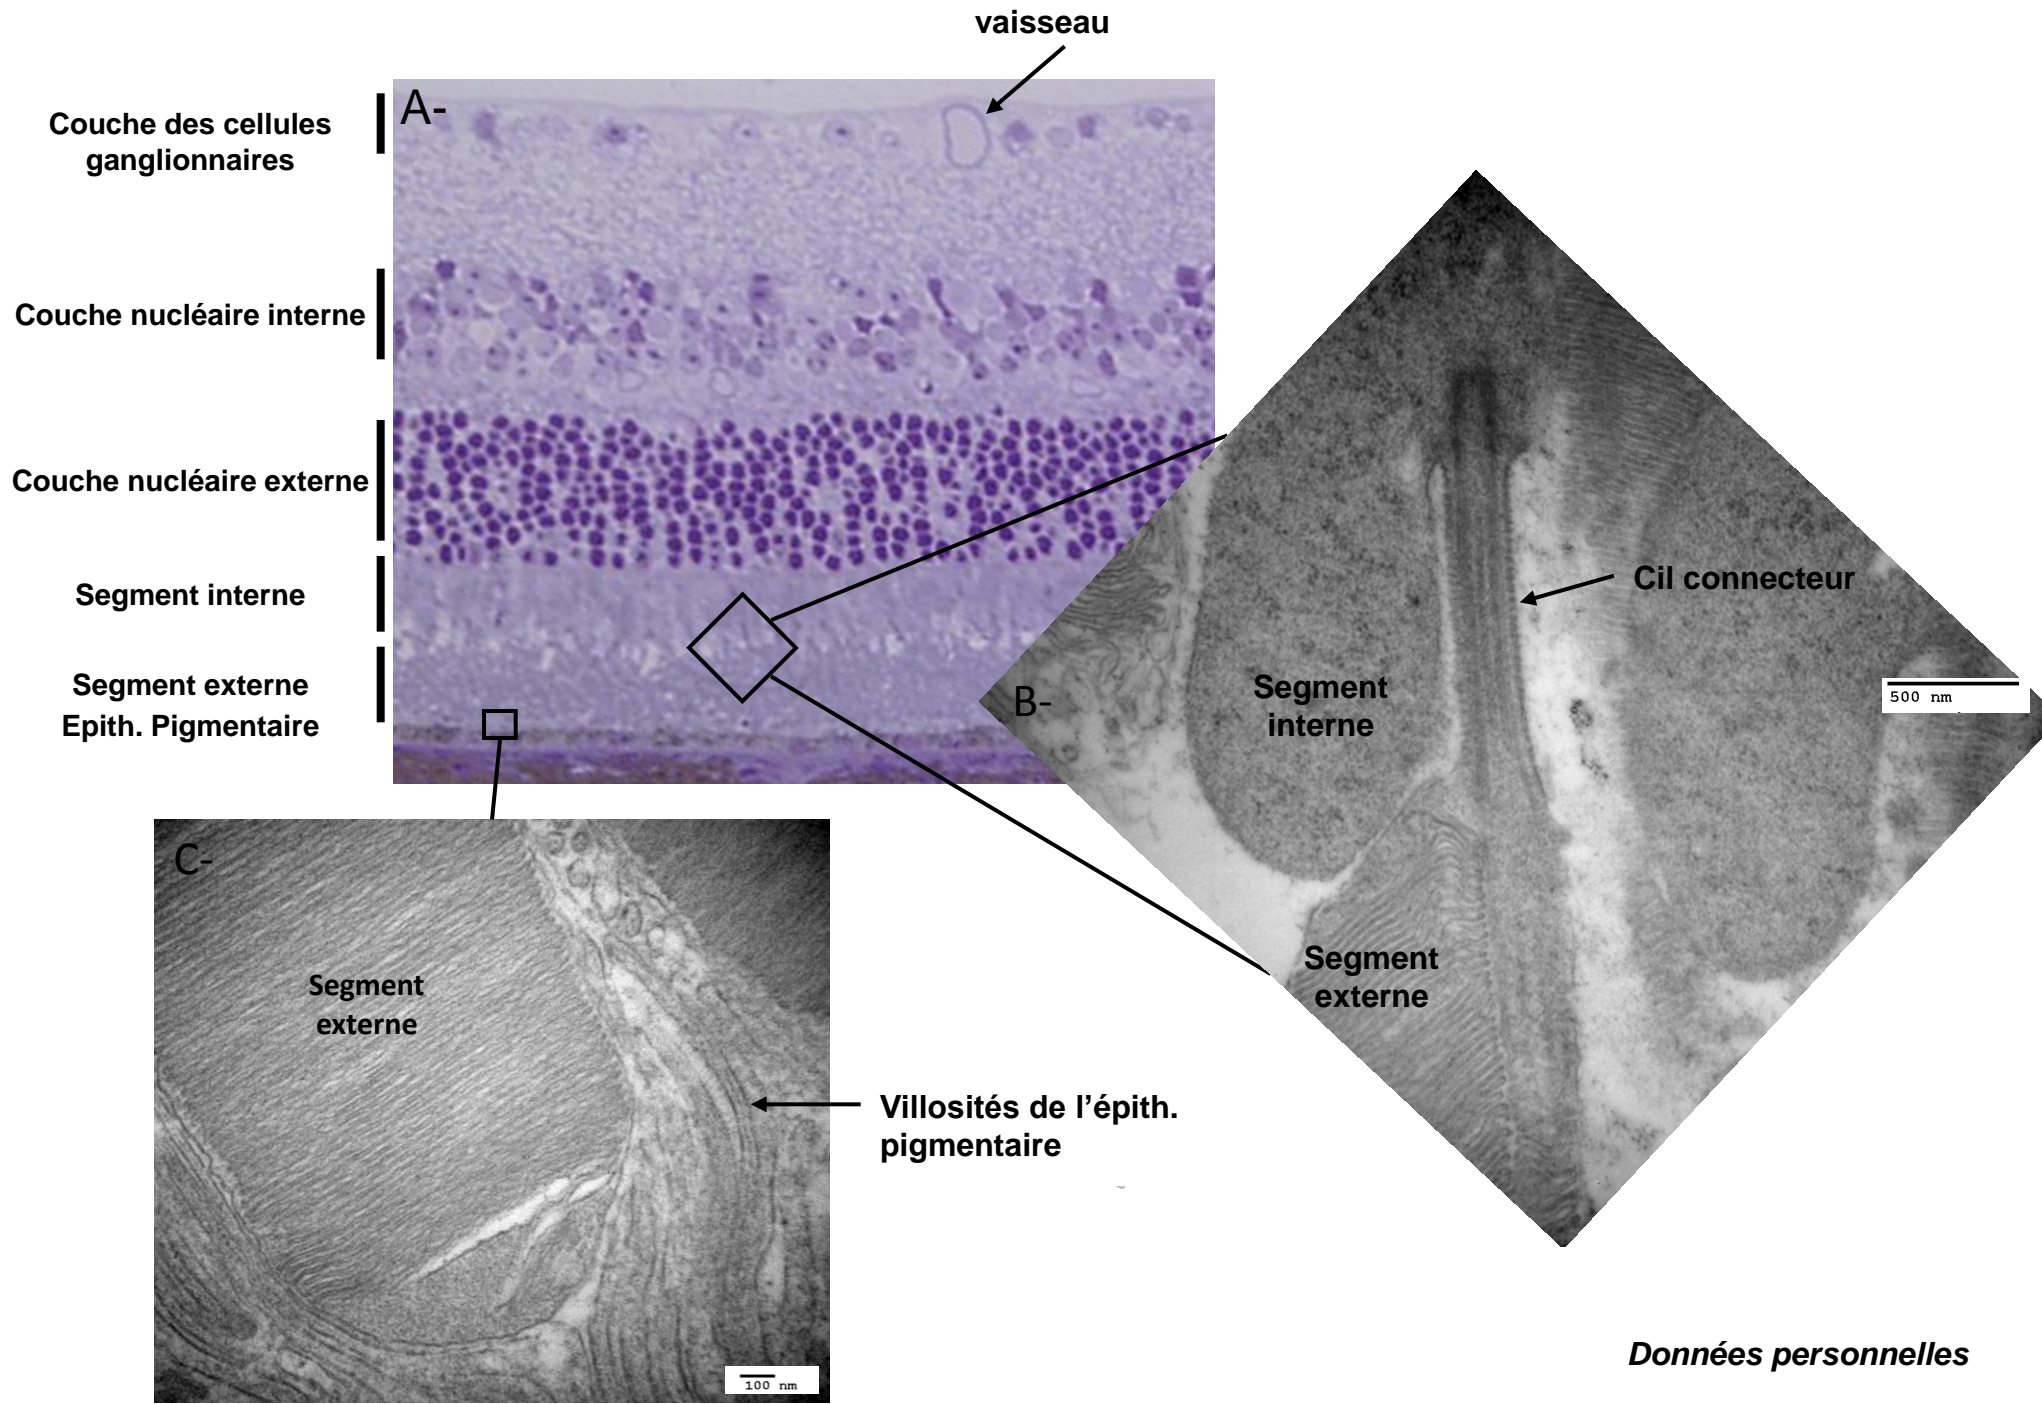 vaisseau
A-
Couche des cellules
ganglionnaires
Couche nucléaire interne
Couche nucléaire externe
Segment interne
Segment externe
Epith. Pigmentaire
B-
Segment
interne
Cil connecteur
500 nm
Segment
externe
C-
Segment
externe
Villosités de l’épith.
pigmentaire
100 nm
Données personnelles